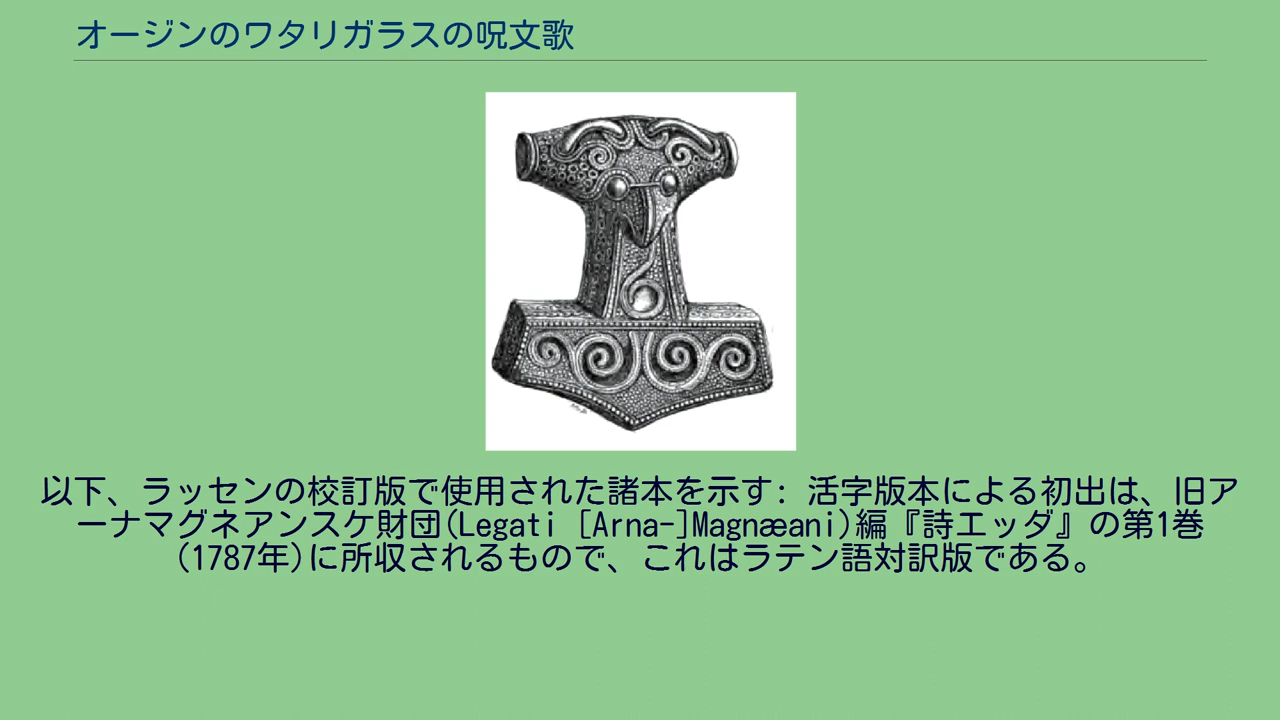 オージンのワタリガラスの呪文歌
以下、ラッセンの校訂版で使用された諸本を示す: 活字版本による初出は、旧ア
ーナマグネアンスケ財団(Legati [Arna-]Magnæani)編『詩エッダ』の第1巻
(1787年)に所収されるもので、これはラテン語対訳版である。